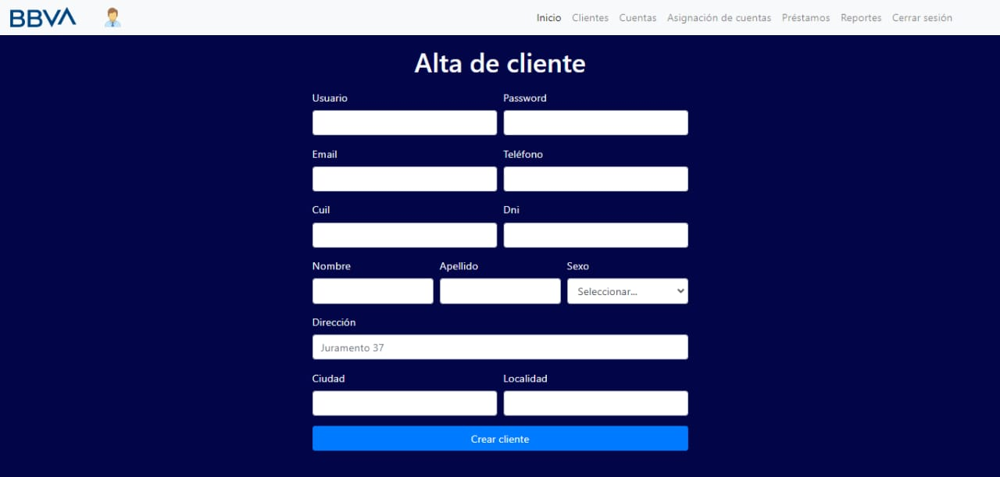 BBVA Inicio Clientes Cuentas Asignación de cuentas Préstamos Reportes Cerrar sesión
Alta de cliente
Usuario Password
Email Teléfono
Cuil Dni
Nombre Apellido Sexo
Seleccionar...
Dirección
Juramento 37
Ciudad Localidad
Crear cliente